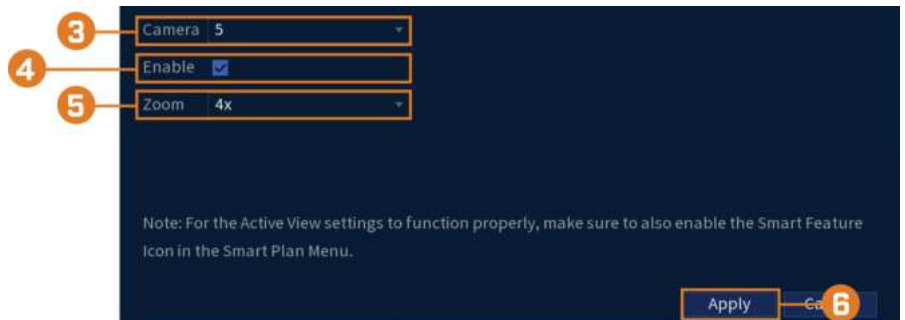 3 Camera 5
4 Enable
5 Zoom 4x
Note: For the Active View settings to function properly, make sure to also enable the Smart Feature
Icon in the Smart Plan Menu.
Apply 6